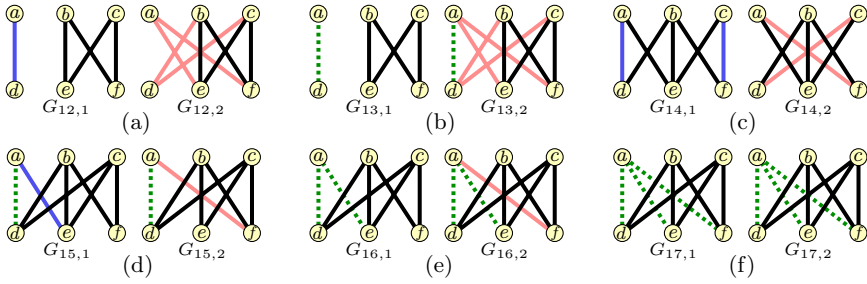 a b c a b c a b c a b c a b c a b c
d e f d e f d e f d e f d e f d e f
G12,1 G12,2 G13,1 G13,2 G14,1 G14,2
(a) (b) (c)
a b c a b c a b c a b c a b c a b c
d e f d e f d e f d e f d e f d e f
G15,1 G15,2 G16,1 G16,2 G17,1 G17,2
(d) (e) (f)